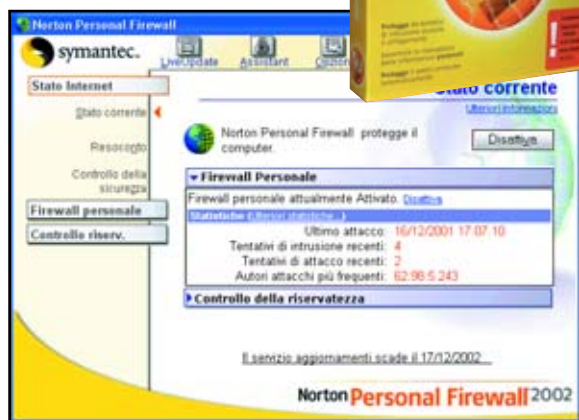 Norton Personal Firewall
symantec.
LiveUpdate Assistant Opzioni
Stato Internet
Stato corrente
Resoconto
Controllo della sicurezza
Firewall personale
Controllo riserv.
Stato corrente
Ulteriori informazioni
Norton Personal Firewall protegge il computer.
Disattiva
Firewall Personale
Firewall personale attualmente Attivato. Disattiva
Statistiche (Ulteriori statistiche...)
Ultimo attacco: 16/12/2001 17.07.10
Tentativi di intrusione recenti: 4
Tentativi di attacco recenti: 2
Autori attacchi più frequenti: 62.98.5.243
Controllo della riservatezza
Il servizio aggiornamenti scade il 17/12/2002
Norton Personal Firewall 2002